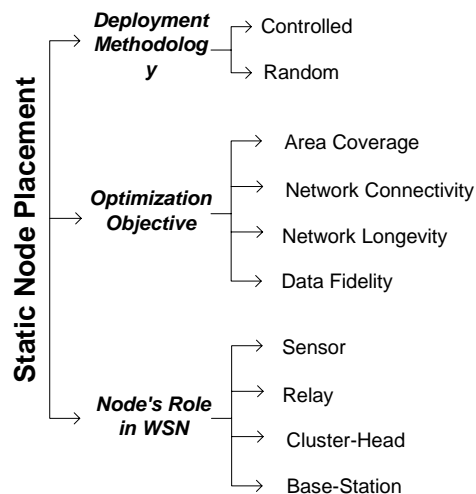 Static Node Placement
Deployment
Methodolog
y
Controlled
Random
Optimization
Objective
Area Coverage
Network Connectivity
Network Longevity
Data Fidelity
Node's Role
in WSN
Sensor
Relay
Cluster-Head
Base-Station